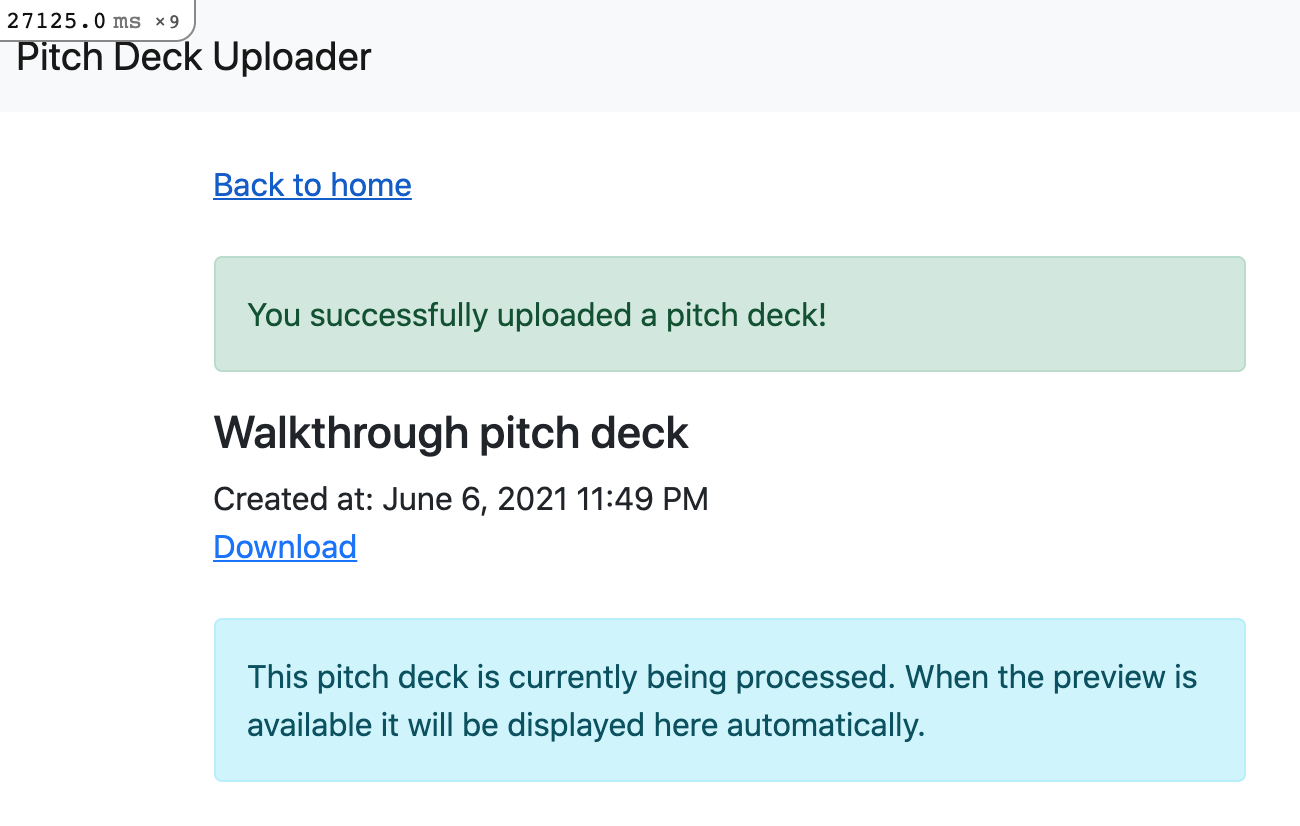 27125.0 ms ×9
Pitch Deck Uploader
Back to home
You successfully uploaded a pitch deck!
Walkthrough pitch deck
Created at: June 6, 2021 11:49 PM
Download
This pitch deck is currently being processed. When the preview is
available it will be displayed here automatically.